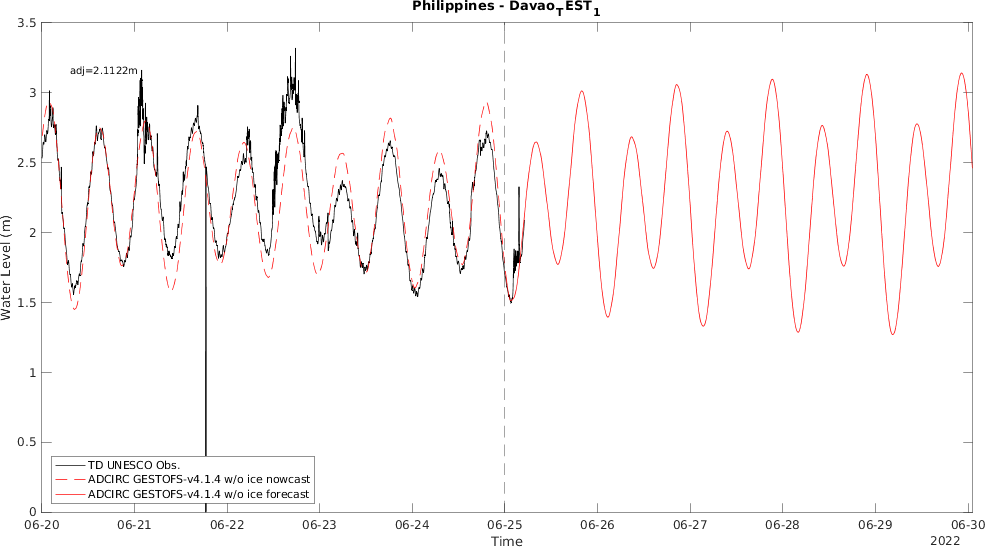 Philippines - Davao_TEST_1
3.5
3
2.5
2
1.5
1
0.5
0
Water Level (m)
adj=2.1122m
TD UNESCO Obs.
ADCIRC GESTOFS-v4.1.4 w/o ice nowcast
ADCIRC GESTOFS-v4.1.4 w/o ice forecast
06-20 06-21 06-22 06-23 06-24 06-25 06-26 06-27 06-28 06-29 06-30
Time
2022